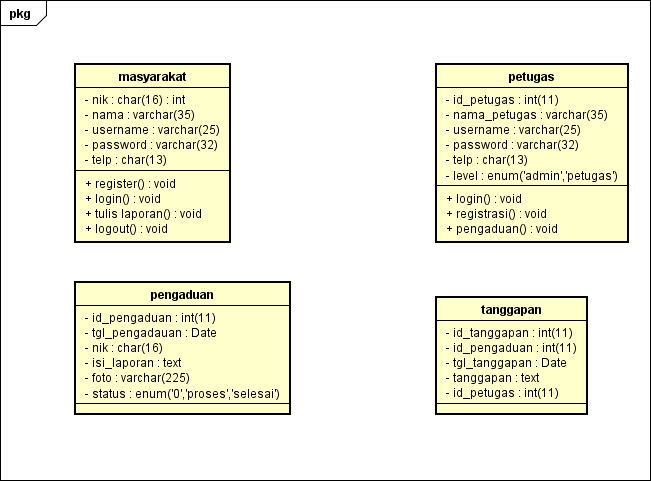 pkg
masyarakat
- nik : char(16) : int
- nama : varchar(35)
- username : varchar(25)
- password : varchar(32)
- telp : char(13)
+ register() : void
+ login() : void
+ tulis laporan() : void
+ logout() : void
petugas
- id_petugas : int(11)
- nama_petugas : varchar(35)
- username : varchar(25)
- password : varchar(32)
- telp : char(13)
- level : enum('admin','petugas')
+ login() : void
+ registrasi() : void
+ pengaduan() : void
pengaduan
- id_pengaduan : int(11)
- tgl_pengadauan : Date
- nik : char(16)
- isi_laporan : text
- foto : varchar(225)
- status : enum('0','proses','selesai')
tanggapan
- id_tanggapan : int(11)
- id_pengaduan : int(11)
- tgl_tanggapan : Date
- tanggapan : text
- id_petugas : int(11)